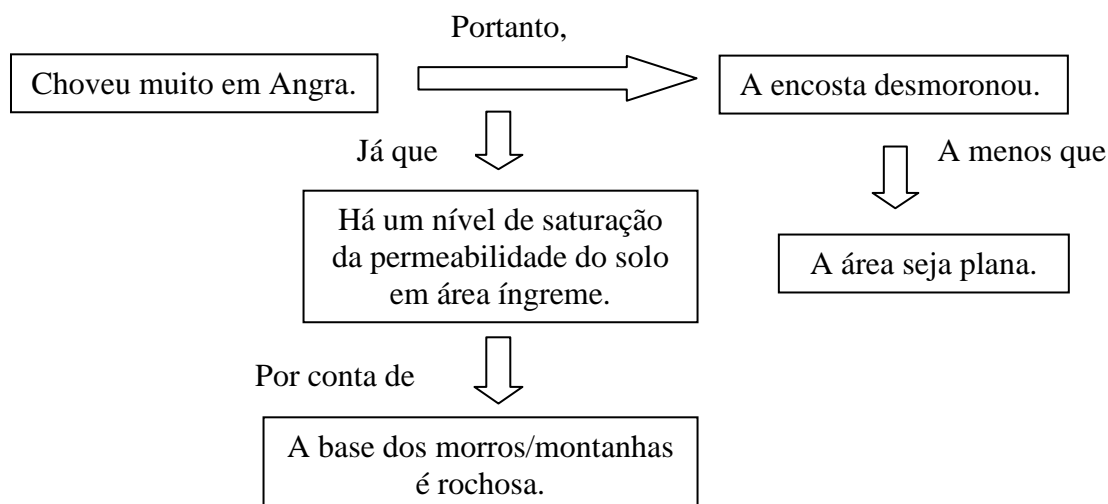 Portanto,
Choveu muito em Angra.
A encosta desmoronou.
Já que
A menos que
Há um nível de saturação
da permeabilidade do solo
em área íngreme.
A área seja plana.
Por conta de
A base dos morros/montanhas
é rochosa.